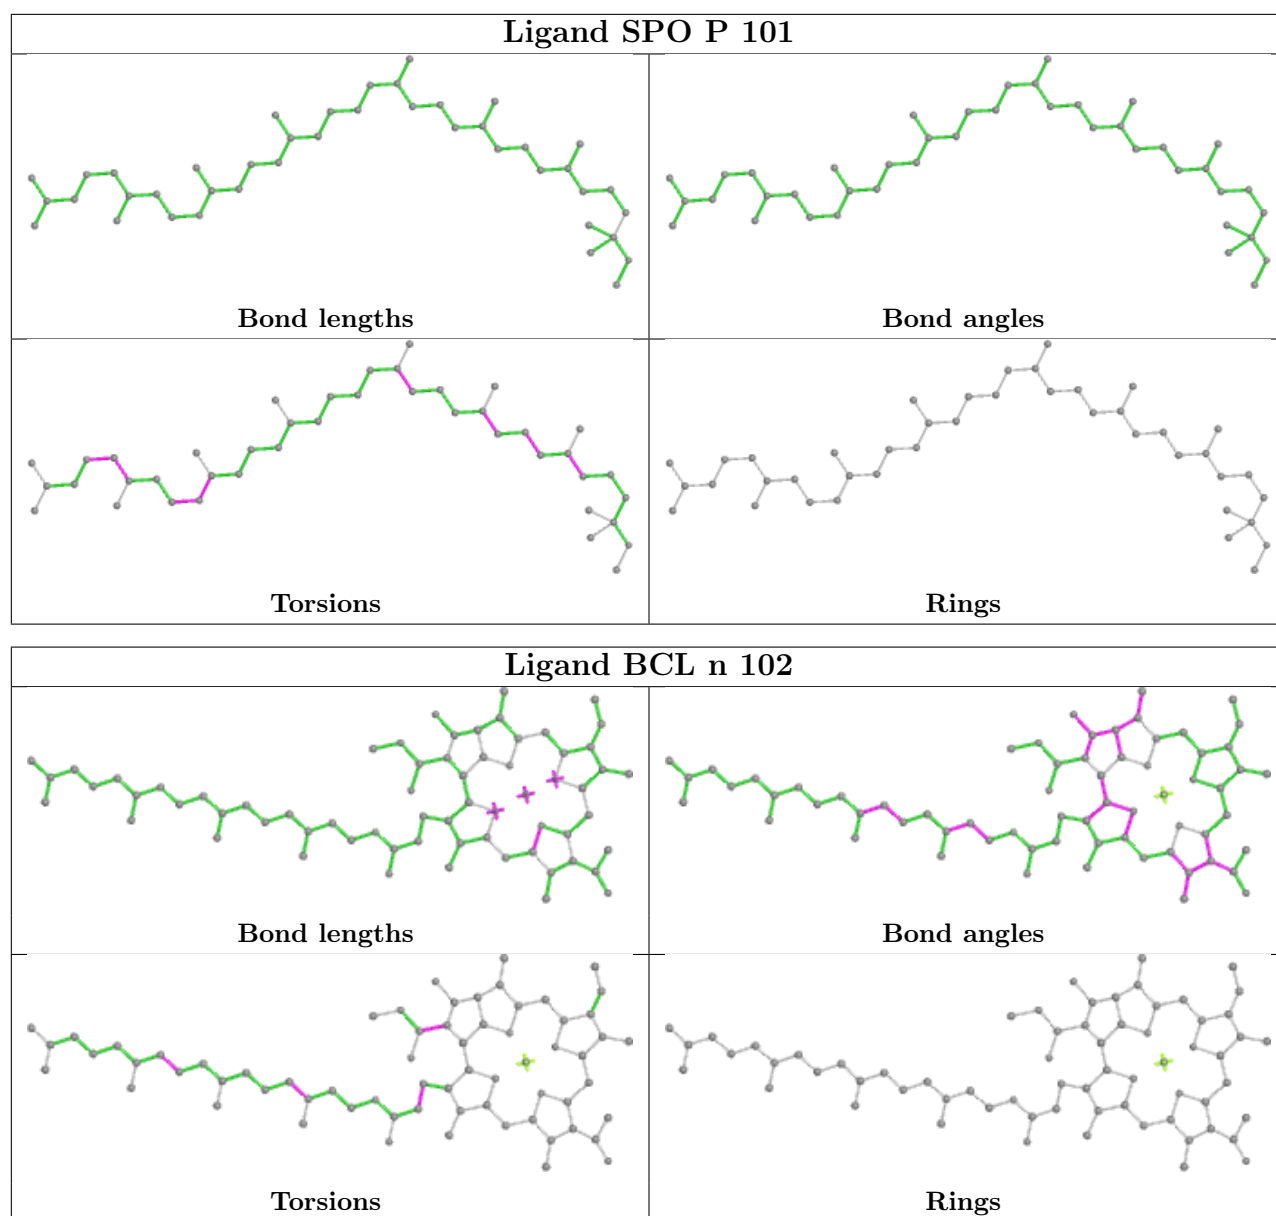 Ligand SPO P 101
Bond lengths
Bond angles
Torsions
Rings
Ligand BCL n 102
Bond lengths
Bond angles
Torsions
Rings